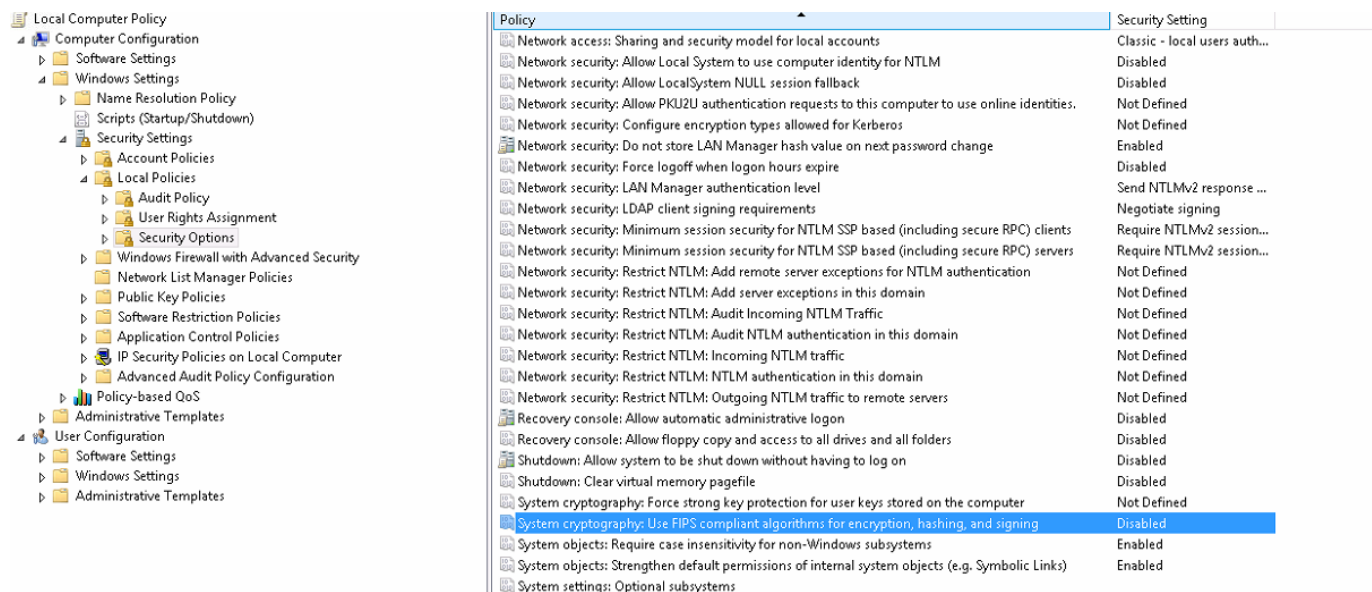 Local Computer Policy
Computer Configuration
Software Settings
Windows Settings
Name Resolution Policy
Scripts (Startup/Shutdown)
Security Settings
Account Policies
Local Policies
Audit Policy
User Rights Assignment
Security Options
Windows Firewall with Advanced Security
Network List Manager Policies
Public Key Policies
Software Restriction Policies
Application Control Policies
IP Security Policies on Local Computer
Advanced Audit Policy Configuration
Policy-based QoS
Administrative Templates
User Configuration
Software Settings
Windows Settings
Administrative Templates
Policy Security Setting
Network access: Sharing and security model for local accounts Classic - local users auth...
Network security: Allow Local System to use computer identity for NTLM Disabled
Network security: Allow LocalSystem NULL session fallback Disabled
Network security: Allow PKU2U authentication requests to this computer to use online identities. Not Defined
Network security: Configure encryption types allowed for Kerberos Not Defined
Network security: Do not store LAN Manager hash value on next password change Enabled
Network security: Force logoff when logon hours expire Disabled
Network security: LAN Manager authentication level Send NTLMv2 response ...
Network security: LDAP client signing requirements Negotiate signing
Network security: Minimum session security for NTLM SSP based (including secure RPC) clients Require NTLMv2 session...
Network security: Minimum session security for NTLM SSP based (including secure RPC) servers Require NTLMv2 session...
Network security: Restrict NTLM: Add remote server exceptions for NTLM authentication Not Defined
Network security: Restrict NTLM: Add server exceptions in this domain Not Defined
Network security: Restrict NTLM: Audit Incoming NTLM Traffic Not Defined
Network security: Restrict NTLM: Audit NTLM authentication in this domain Not Defined
Network security: Restrict NTLM: Incoming NTLM traffic Not Defined
Network security: Restrict NTLM: NTLM authentication in this domain Not Defined
Network security: Restrict NTLM: Outgoing NTLM traffic to remote servers Not Defined
Recovery console: Allow automatic administrative logon Disabled
Recovery console: Allow floppy copy and access to all drives and all folders Disabled
Shutdown: Allow system to be shut down without having to log on Disabled
Shutdown: Clear virtual memory pagefile Disabled
System cryptography: Force strong key protection for user keys stored on the computer Not Defined
System cryptography: Use FIPS compliant algorithms for encryption, hashing, and signing Disabled
System objects: Require case insensitivity for non-Windows subsystems Enabled
System objects: Strengthen default permissions of internal system objects (e.g. Symbolic Links) Enabled
System settings: Optional subsystems